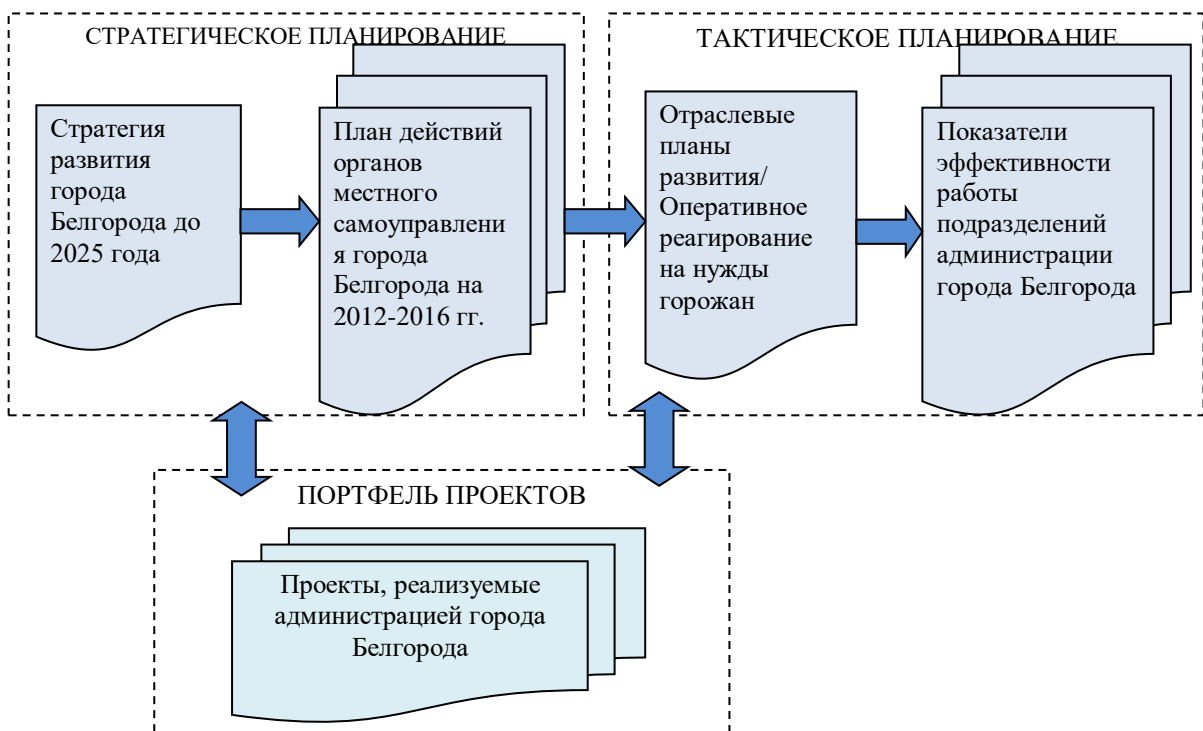 СТРАТЕГИЧЕСКОЕ ПЛАНИРОВАНИЕ
Стратегия
развития
города
Белгорода до
2025 года
План действий
органов
местного
самоуправлени
я города
Белгорода на
2012-2016 гг.
ТАКТИЧЕСКОЕ ПЛАНИРОВАНИЕ
Отраслевые
планы
развития/
Оперативное
реагирование
на нужды
горожан
Показатели
эффективности
работы
подразделений
администрации
города Белгорода
ПОРТФЕЛЬ ПРОЕКТОВ
Проекты, реализуемые
администрацией города
Белгорода